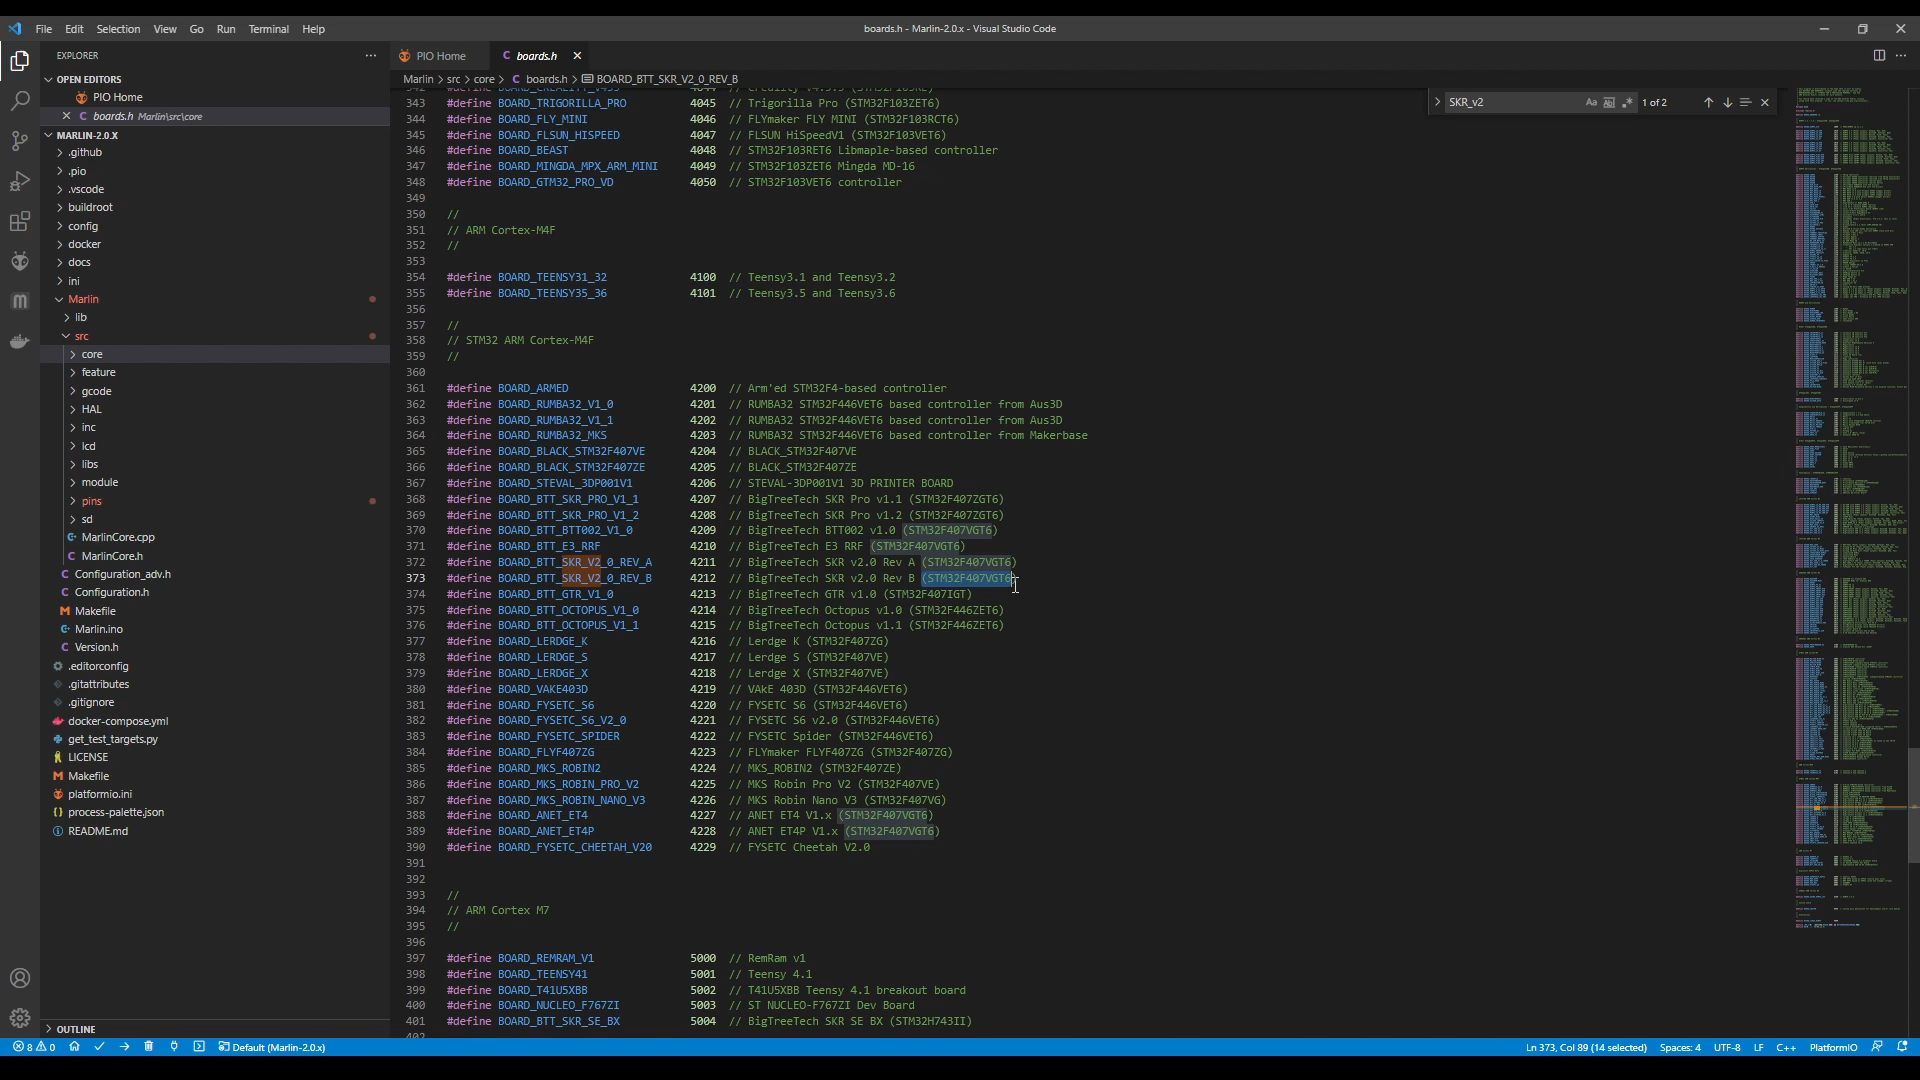 File Edit Selection View Go Run Terminal Help
boards.h - Marlin-2.0.x - Visual Studio Code
EXPLORER
OPEN EDITORS
PIO Home
boards.h Marlin\src\core
MARLIN-2.0.X
.github
.pio
.vscode
buildroot
config
docker
docs
ini
Marlin
lib
src
core
feature
gcode
HAL
inc
lcd
libs
module
pins
sd
MarlinCore.cpp
MarlinCore.h
Configuration_adv.h
Configuration.h
Makefile
Marlin.ino
Version.h
.editorconfig
.gitattributes
.gitignore
docker-compose.yml
get_test_targets.py
LICENSE
Makefile
platformio.ini
process-palette.json
README.md
OUTLINE
PIO Home
boards.h
Marlin > src > core > boards.h > BOARD_BTT_SKR_V2_0_REV_B
SKR_v2
1 of 2
343 #define BOARD_TRIGORILLA_PRO 4045 // Trigorilla Pro (STM32F103ZET6)
344 #define BOARD_FLY_MINI 4046 // FLYmaker FLY MINI (STM32F103RCT6)
345 #define BOARD_FLSUN_HISPEED 4047 // FLSUN HiSpeedV1 (STM32F103VET6)
346 #define BOARD_BEAST 4048 // STM32F103RET6 Libmaple-based controller
347 #define BOARD_MINGDA_MPX_ARM_MINI 4049 // STM32F103ZET6 Mingda MD-16
348 #define BOARD_GTM32_PRO_VD 4050 // STM32F103VET6 controller
349
350 //
351 // ARM Cortex-M4F
352 //
353
354 #define BOARD_TEENSY31_32 4100 // Teensy3.1 and Teensy3.2
355 #define BOARD_TEENSY35_36 4101 // Teensy3.5 and Teensy3.6
356
357 //
358 // STM32 ARM Cortex-M4F
359 //
360
361 #define BOARD_ARMED 4200 // Arm'ed STM32F4-based controller
362 #define BOARD_RUMBA32_V1_0 4201 // RUMBA32 STM32F446VET6 based controller from Aus3D
363 #define BOARD_RUMBA32_V1_1 4202 // RUMBA32 STM32F446VET6 based controller from Aus3D
364 #define BOARD_RUMBA32_MKS 4203 // RUMBA32 STM32F446VET6 based controller from Makerbase
365 #define BOARD_BLACK_STM32F407VE 4204 // BLACK_STM32F407VE
366 #define BOARD_BLACK_STM32F407ZE 4205 // BLACK_STM32F407ZE
367 #define BOARD_STEVAL_3DP001V1 4206 // STEVAL-3DP001V1 3D PRINTER BOARD
368 #define BOARD_BTT_SKR_PRO_V1_1 4207 // BigTreeTech SKR Pro v1.1 (STM32F407ZGT6)
369 #define BOARD_BTT_SKR_PRO_V1_2 4208 // BigTreeTech SKR Pro v1.2 (STM32F407ZGT6)
370 #define BOARD_BTT_BTT002_V1_0 4209 // BigTreeTech BTT002 v1.0 (STM32F407VGT6)
371 #define BOARD_BTT_E3_RRF 4210 // BigTreeTech E3 RRF (STM32F407VGT6)
372 #define BOARD_BTT_SKR_V2_0_REV_A 4211 // BigTreeTech SKR v2.0 Rev A (STM32F407VGT6)
373 #define BOARD_BTT_SKR_V2_0_REV_B 4212 // BigTreeTech SKR v2.0 Rev B (STM32F407VGT6)
374 #define BOARD_BTT_GTR_V1_0 4213 // BigTreeTech GTR v1.0 (STM32F407IGT)
375 #define BOARD_BTT_OCTOPUS_V1_0 4214 // BigTreeTech Octopus v1.0 (STM32F446ZET6)
376 #define BOARD_BTT_OCTOPUS_V1_1 4215 // BigTreeTech Octopus v1.1 (STM32F446ZET6)
377 #define BOARD_LERDGE_K 4216 // Lerdge K (STM32F407ZG)
378 #define BOARD_LERDGE_S 4217 // Lerdge S (STM32F407VE)
379 #define BOARD_LERDGE_X 4218 // Lerdge X (STM32F407VE)
380 #define BOARD_VAKE403D 4219 // VAkE 403D (STM32F446VET6)
381 #define BOARD_FYSETC_S6 4220 // FYSETC S6 (STM32F446VET6)
382 #define BOARD_FYSETC_S6_V2_0 4221 // FYSETC S6 v2.0 (STM32F446VET6)
383 #define BOARD_FYSETC_SPIDER 4222 // FYSETC Spider (STM32F446VET6)
384 #define BOARD_FLYF407ZG 4223 // FLYmaker FLYF407ZG (STM32F407ZG)
385 #define BOARD_MKS_ROBIN2 4224 // MKS_ROBIN2 (STM32F407ZE)
386 #define BOARD_MKS_ROBIN_PRO_V2 4225 // MKS Robin Pro V2 (STM32F407VE)
387 #define BOARD_MKS_ROBIN_NANO_V3 4226 // MKS Robin Nano V3 (STM32F407VG)
388 #define BOARD_ANET_ET4 4227 // ANET ET4 V1.x (STM32F407VGT6)
389 #define BOARD_ANET_ET4P 4228 // ANET ET4P V1.x (STM32F407VGT6)
390 #define BOARD_FYSETC_CHEETAH_V20 4229 // FYSETC Cheetah V2.0
391
392
393 //
394 // ARM Cortex M7
395 //
396
397 #define BOARD_REMRAM_V1 5000 // RemRam v1
398 #define BOARD_TEENSY41 5001 // Teensy 4.1
399 #define BOARD_T41U5XBB 5002 // T41U5XBB Teensy 4.1 breakout board
400 #define BOARD_NUCLEO_F767ZI 5003 // ST NUCLEO-F767ZI Dev Board
401 #define BOARD_BTT_SKR_SE_BX 5004 // BigTreeTech SKR SE BX (STM32H743II)
8 0 Default (Marlin-2.0.x) Ln 373, Col 89 (14 selected) Spaces: 4 UTF-8 LF C++ PlatformIO